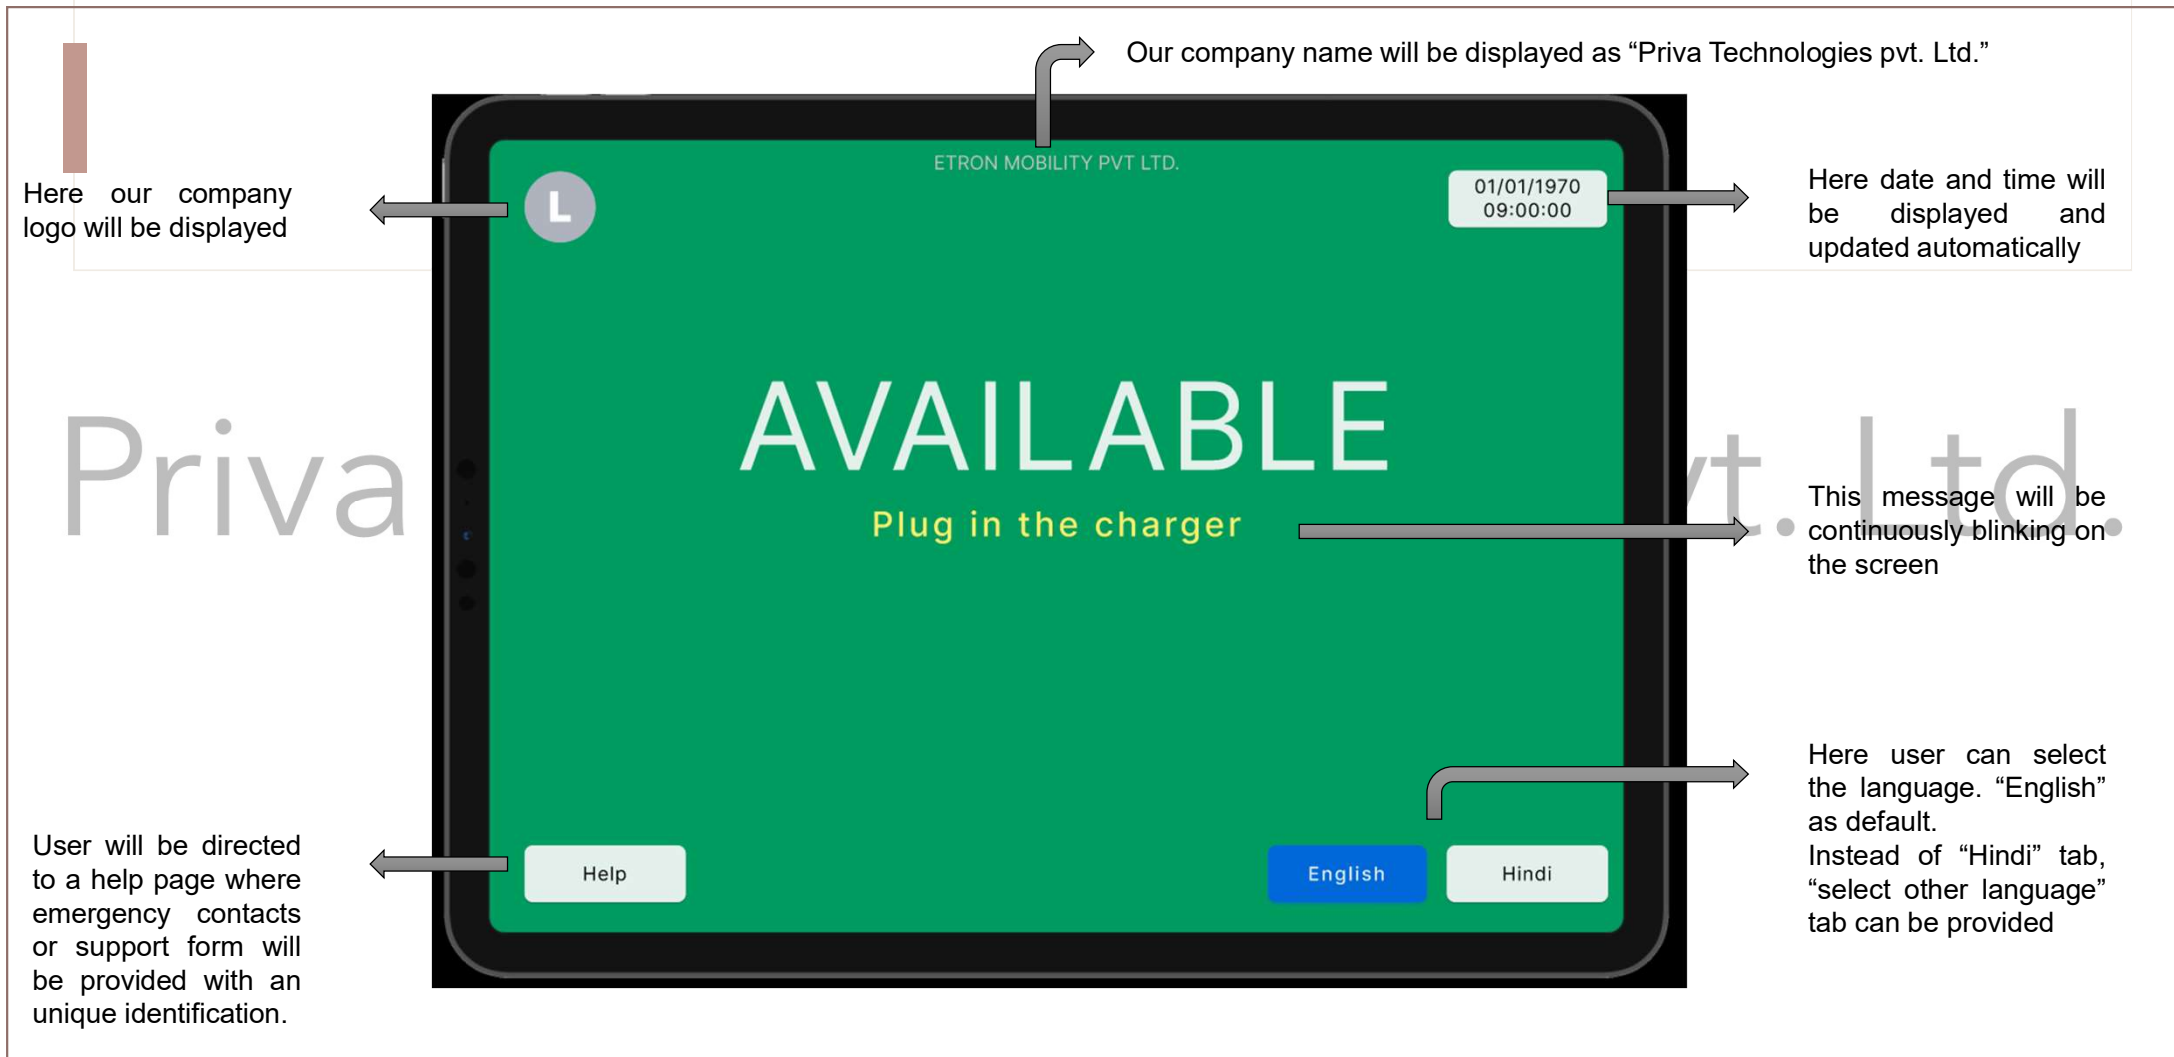 Our company name will be displayed as “Priva Technologies pvt. Ltd.”
Here our company
logo will be displayed
ETRON MOBILITY PVT LTD.
L
01/01/1970
09:00:00
Here date and time will
be displayed and
updated automatically
AVAILABLE
Plug in the charger
Priva vt. Ltd.
This message will be
continuously blinking on
the screen
Here user can select
the language. “English”
as default.
Instead of “Hindi” tab,
“select other language”
tab can be provided
User will be directed
to a help page where
emergency contacts
or support form will
be provided with an
unique identification.
Help
English
Hindi